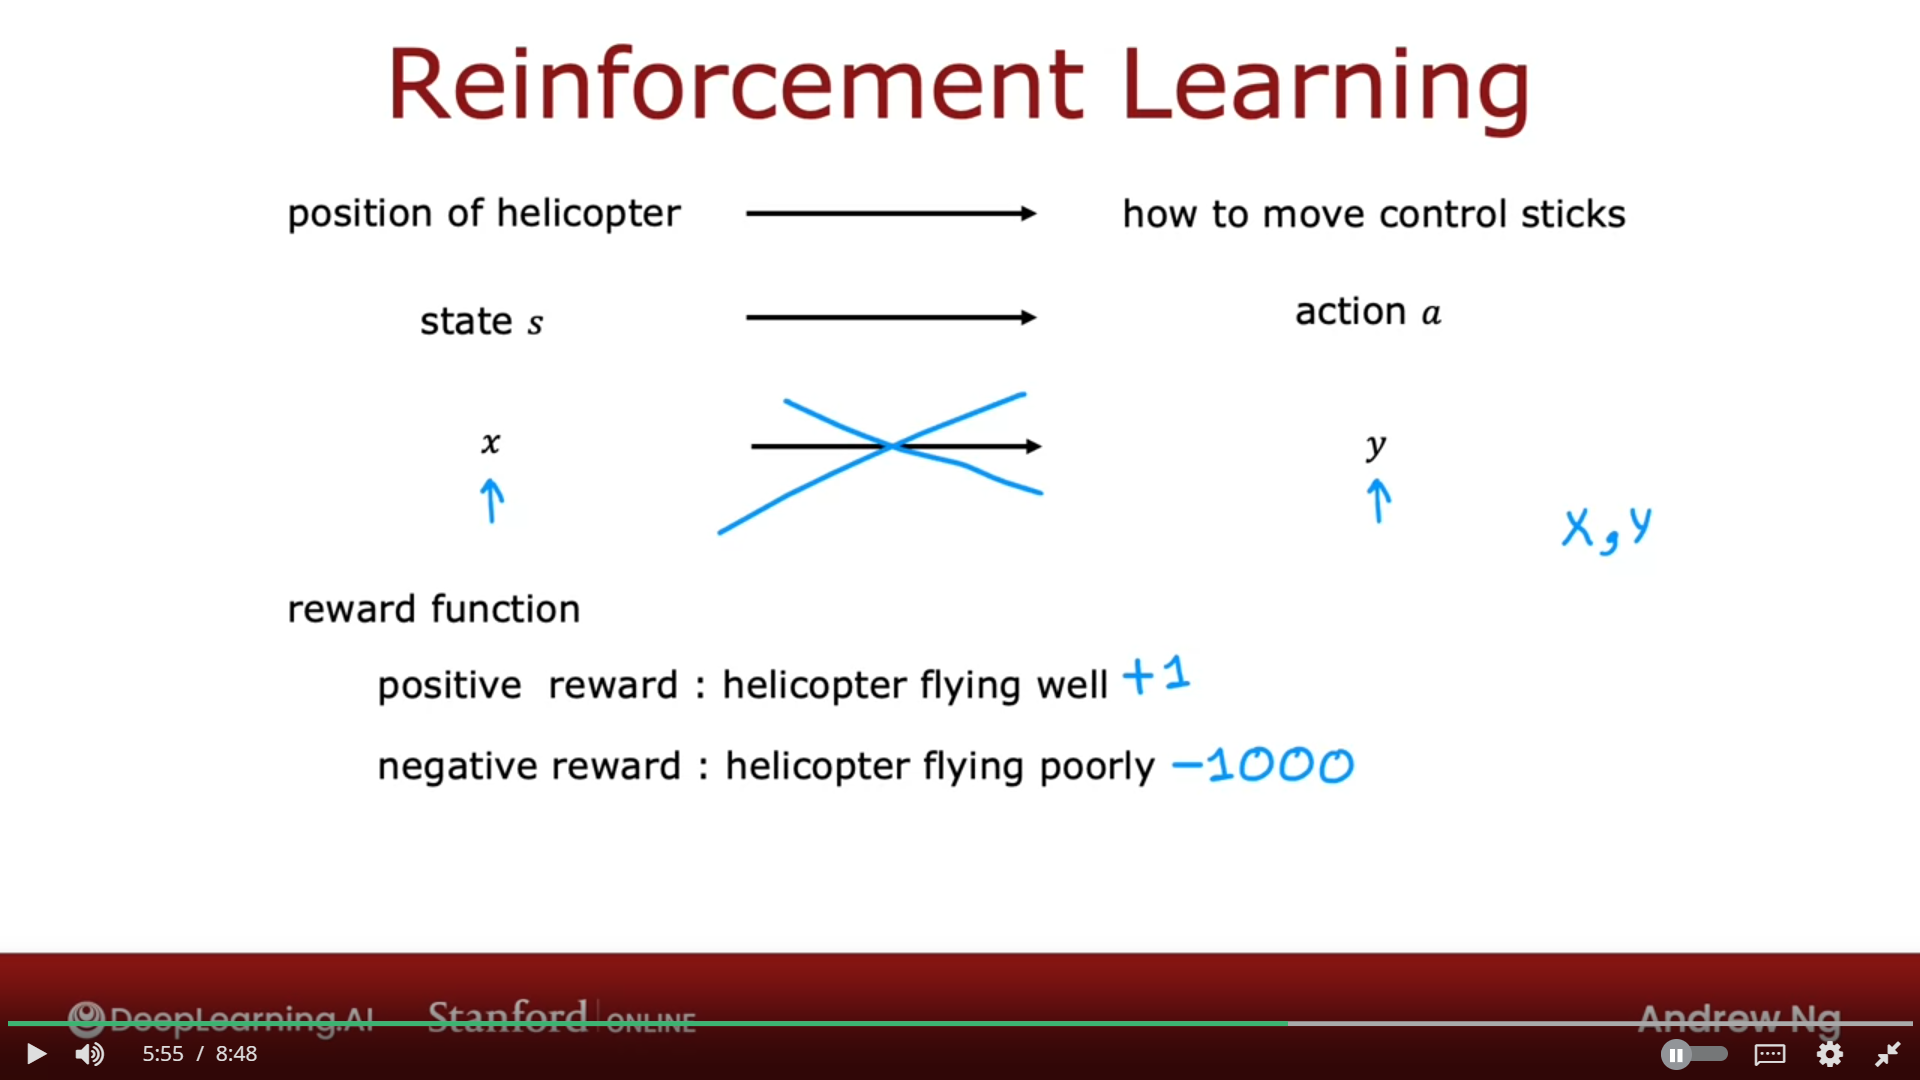 Reinforcement Learning
position of helicopter how to move control sticks
state s action a
x y
x, y
reward function
positive reward : helicopter flying well +1
negative reward : helicopter flying poorly -1000
DeepLearning.AI Stanford ONLINE Andrew Ng
5:55 / 8:48